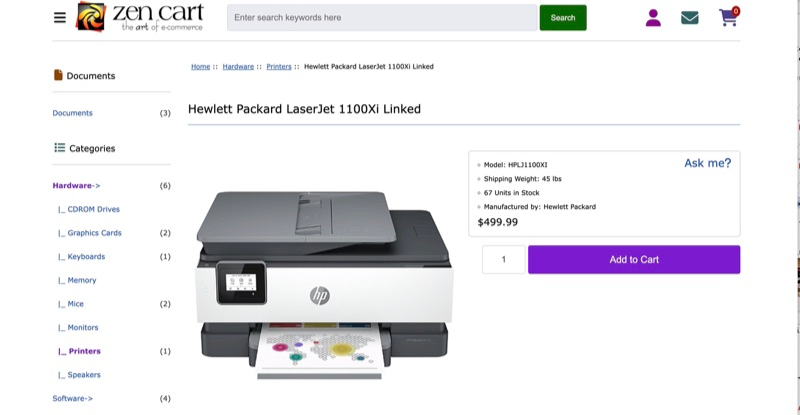 zen cart
the art of e-commerce
Enter search keywords here
Search
0
Documents
Documents (3)
Categories
Hardware-> (6)
|_ CDROM Drives
|_ Graphics Cards (2)
|_ Keyboards (1)
|_ Memory
|_ Mice (2)
|_ Monitors
|_ Printers (1)
|_ Speakers
Software-> (4)
Home :: Hardware :: Printers :: Hewlett Packard LaserJet 1100Xi Linked
Hewlett Packard LaserJet 1100Xi Linked
hp
Model: HPLJ1100XI
Ask me?
Shipping Weight: 45 lbs
67 Units in Stock
Manufactured by: Hewlett Packard
$499.99
1
Add to Cart